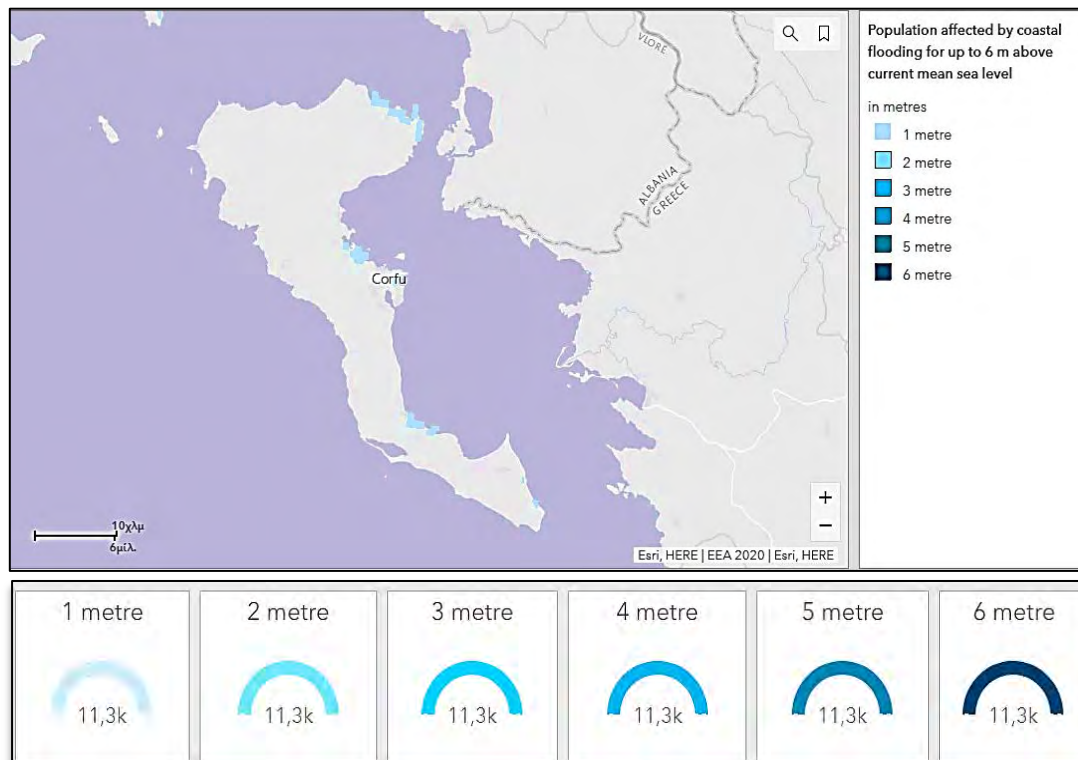 Population affected by coastal
flooding for up to 6 m above
current mean sea level
in metres
1 metre
2 metre
3 metre
4 metre
5 metre
6 metre
VLORE
ALBANIA
GREECE
Corfu
10χλμ
6μίλ.
+
−
Esri, HERE | EEA 2020 | Esri, HERE
1 metre
11,3k
2 metre
11,3k
3 metre
11,3k
4 metre
11,3k
5 metre
11,3k
6 metre
11,3k